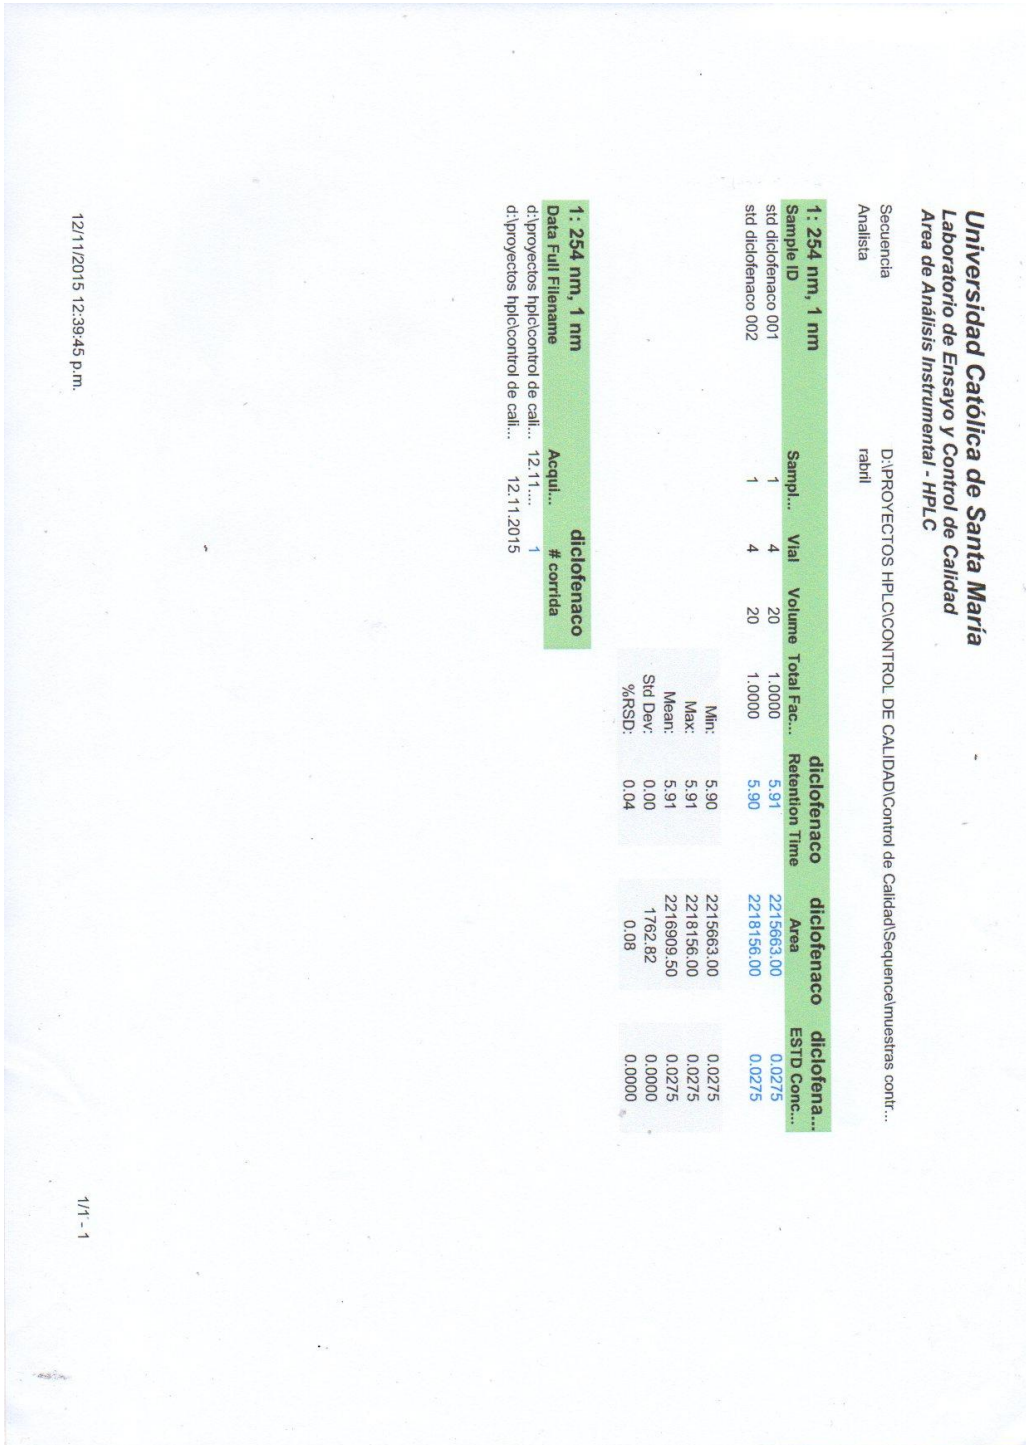 Universidad Católica de Santa María
Laboratorio de Ensayo y Control de Calidad
Area de Análisis Instrumental - HPLC
Secuencia D:\PROYECTOS HPLC\CONTROL DE CALIDAD\Control de Calidad\Sequence\muestras contr...
Analista rabril
1: 254 nm, 1 nm diclofenaco diclofenaco diclofena...
Sample ID Sampl... Vial Volume Total Fac... Retention Time Area ESTD Conc...
std diclofenaco 001 1 4 20 1.0000 5.91 2215663.00 0.0275
std diclofenaco 002 1 4 20 1.0000 5.90 2218156.00 0.0275
Min: 5.90 2215663.00 0.0275
Max: 5.91 2218156.00 0.0275
Mean: 5.91 2216909.50 0.0275
Std Dev: 0.00 1762.82 0.0000
%RSD: 0.04 0.08 0.0000
1: 254 nm, 1 nm diclofenaco
Data Full Filename Acqui... # corrida
d:\proyectos hplc\control de cali... 12.11.... 1
d:\proyectos hplc\control de cali... 12.11.2015
12/11/2015 12:39:45 p.m. 1/1 - 1